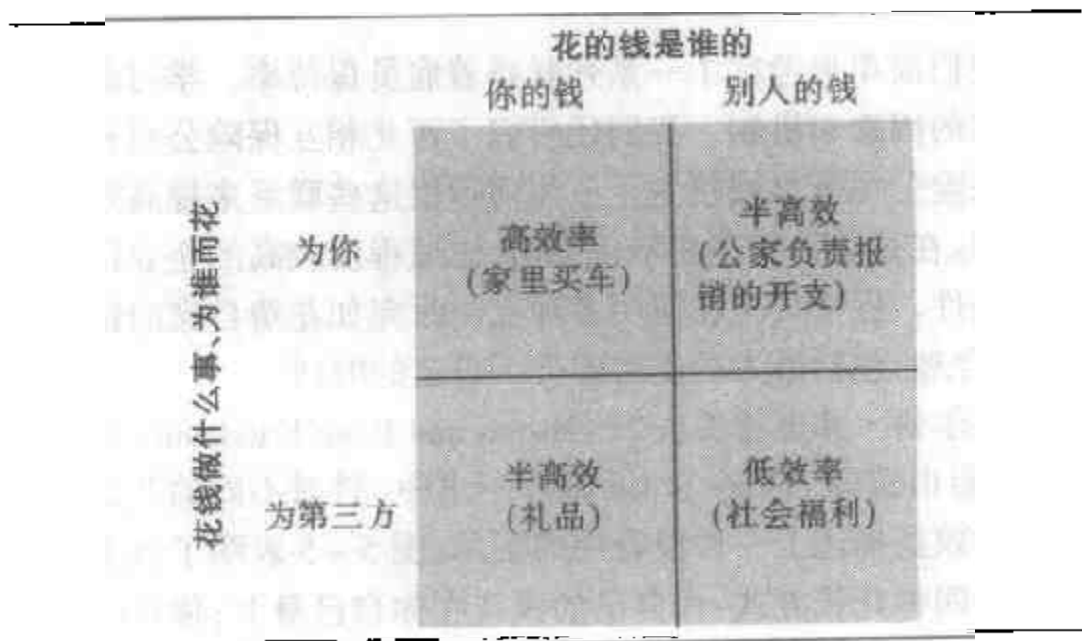 花的钱是谁的
你的钱 别人的钱
花钱做什么事、为谁而花
为你
高效率
(家里买车)
半高效
(公家负责报
销的开支)
为第三方
半高效
(礼品)
低效率
(社会福利)